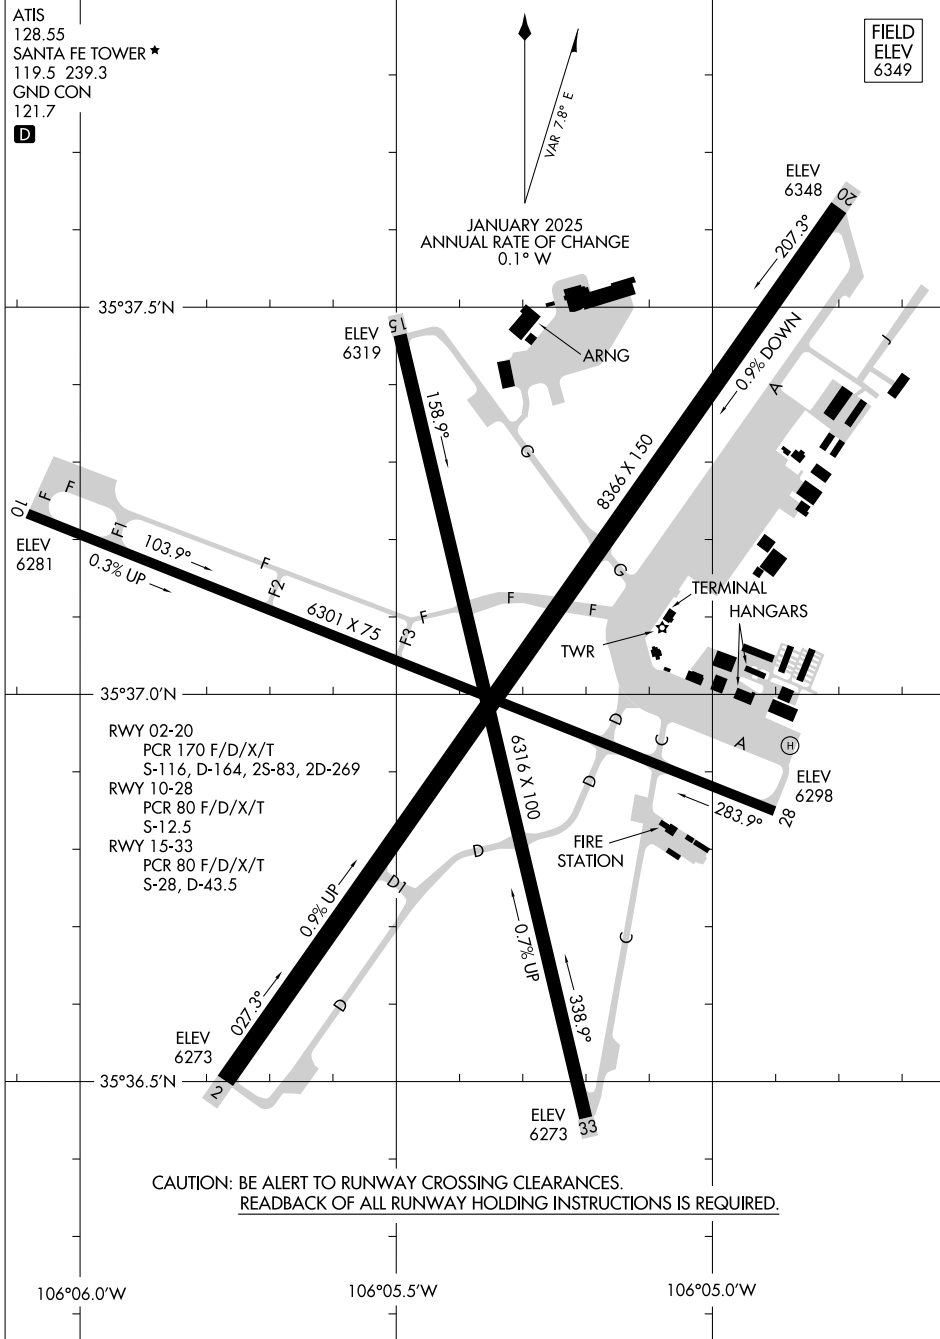 ATIS
128.55
SANTA FE TOWER ★
119.5 239.3
GND CON
121.7
D
FIELD
ELEV
6349
VAR 7.8° E
JANUARY 2025
ANNUAL RATE OF CHANGE
0.1° W
ELEV
6348
20
207.3°
0.9% DOWN
35°37.5'N
15
ELEV
6319
ARNG
J
A
158.9°
G
8366 X 150
F
F
10
ELEV
6281
F1
103.9°
0.3% UP
F
F2
6301 X 75
F3
F
F
F
G
TERMINAL
HANGARS
TWR
35°37.0'N
RWY 02-20
PCR 170 F/D/X/T
S-116, D-164, 2S-83, 2D-269
RWY 10-28
PCR 80 F/D/X/T
S-12.5
RWY 15-33
PCR 80 F/D/X/T
S-28, D-43.5
6316 X 100
D
C
A
H
ELEV
6298
28
283.9°
D
FIRE
STATION
D
D1
0.9% UP
0.7% UP
C
D
027.3°
338.9°
ELEV
6273
2
35°36.5'N
ELEV
6273
33
CAUTION: BE ALERT TO RUNWAY CROSSING CLEARANCES.
READBACK OF ALL RUNWAY HOLDING INSTRUCTIONS IS REQUIRED.
106°06.0'W
106°05.5'W
106°05.0'W